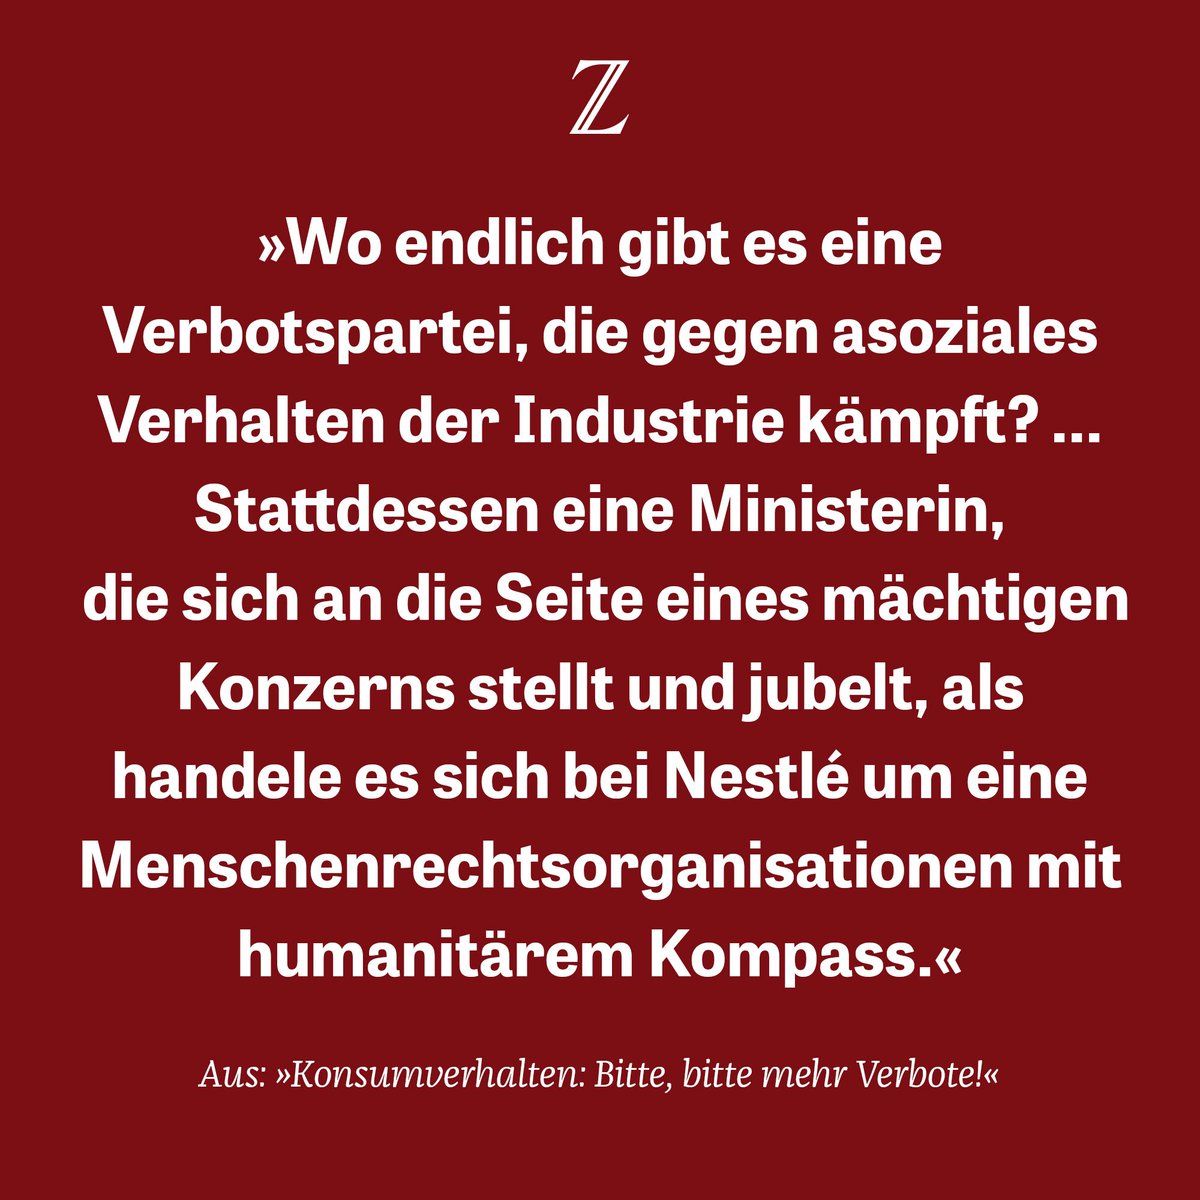 Z
»Wo endlich gibt es eine
Verbotspartei, die gegen asoziales
Verhalten der Industrie kämpft? ...
Stattdessen eine Ministerin,
die sich an die Seite eines mächtigen
Konzerns stellt und jubelt, als
handele es sich bei Nestlé um eine
Menschenrechtsorganisationen mit
humanitärem Kompass.«
Aus: »Konsumverhalten: Bitte, bitte mehr Verbote!«